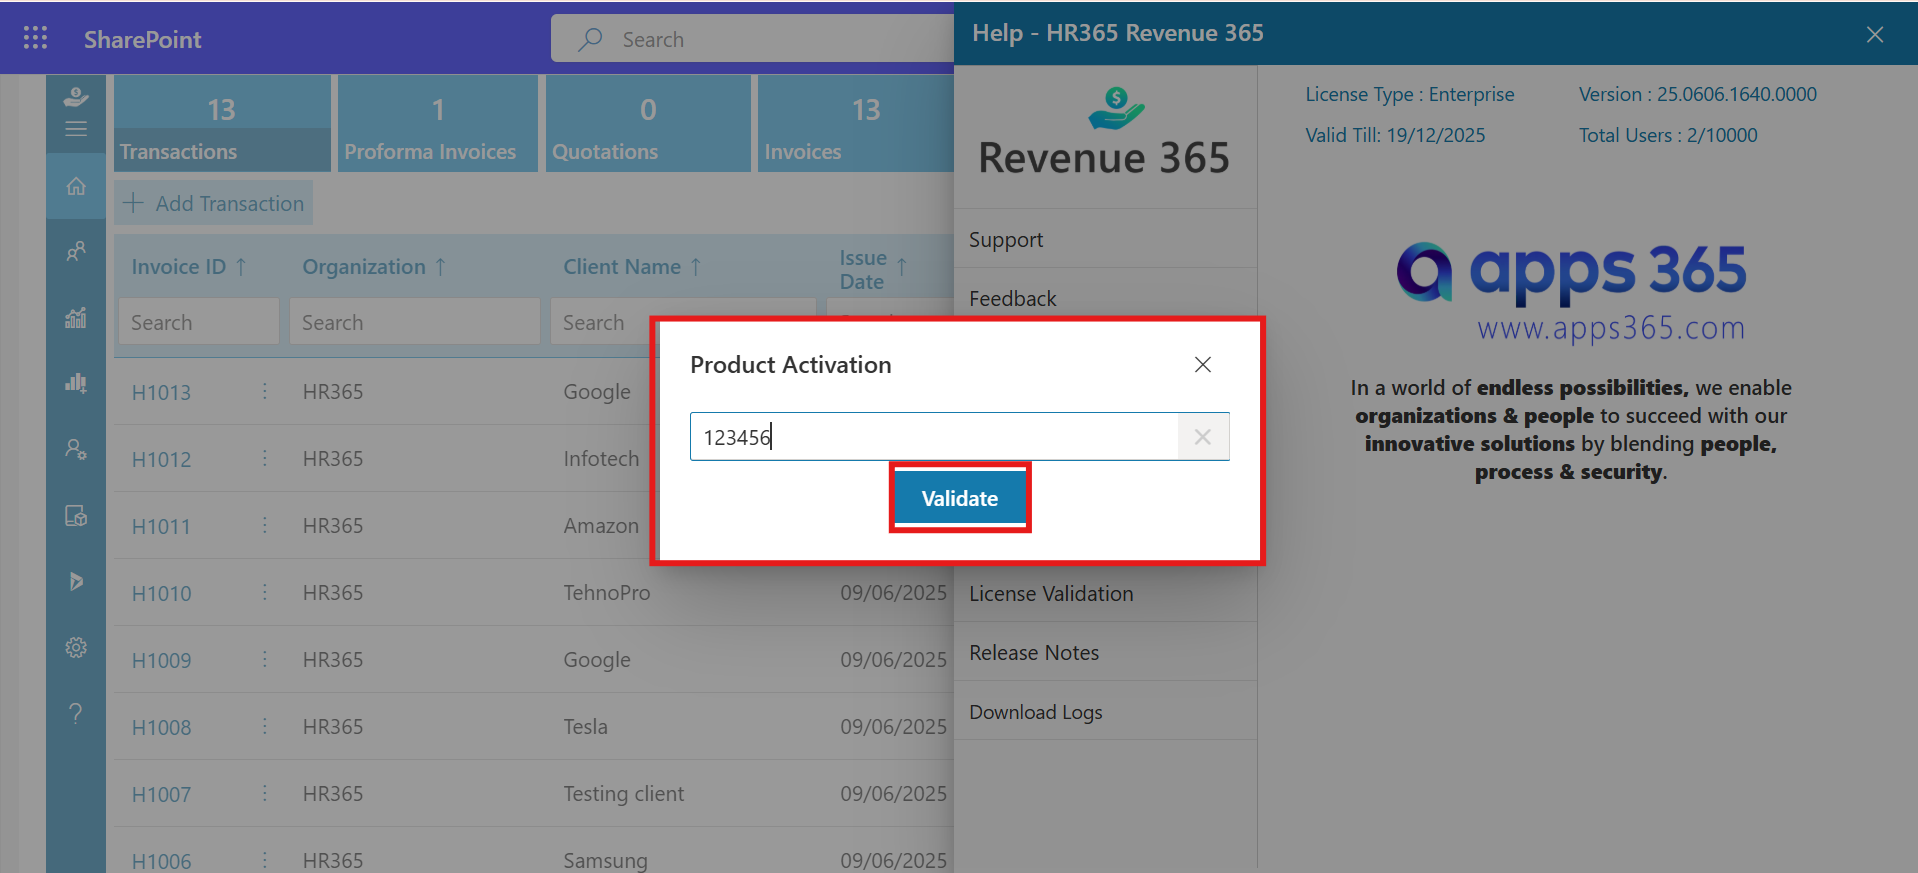 SharePoint
Search
Help - HR365 Revenue 365
13
Transactions
1
Proforma Invoices
0
Quotations
13
Invoices
Add Transaction
Invoice ID ↑
Organization ↑
Client Name ↑
Issue Date ↑
Search
Search
Search
H1013 HR365 Google
H1012 HR365 Infotech
H1011 HR365 Amazon
H1010 HR365 TehnoPro 09/06/2025
H1009 HR365 Google 09/06/2025
H1008 HR365 Tesla 09/06/2025
H1007 HR365 Testing client 09/06/2025
H1006 HR365 Samsung 09/06/2025
Product Activation
123456
Validate
Revenue 365
Support
Feedback
License Validation
Release Notes
Download Logs
License Type : Enterprise
Version : 25.0606.1640.0000
Valid Till: 19/12/2025
Total Users : 2/10000
apps 365
www.apps365.com
In a world of endless possibilities, we enable
organizations & people to succeed with our
innovative solutions by blending people,
process & security.